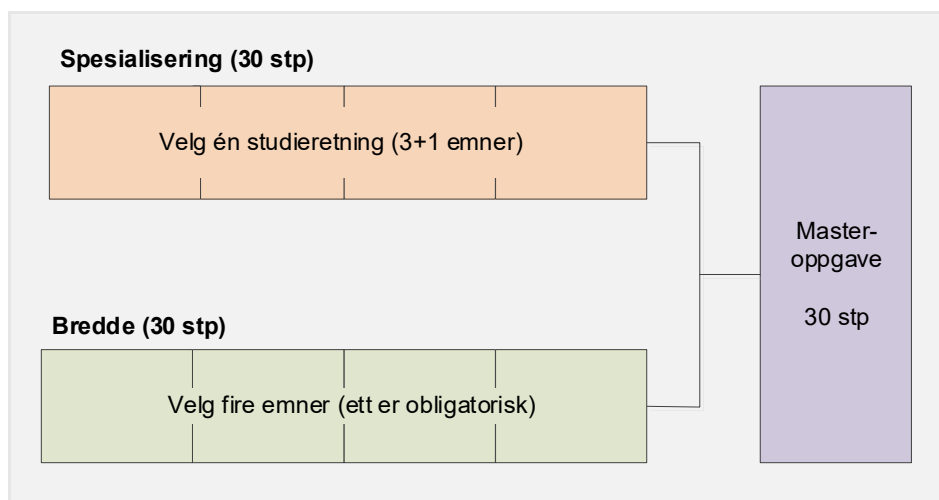 Spesialisering (30 stp)
Velg én studieretning (3+1 emner)
Bredde (30 stp)
Velg fire emner (ett er obligatorisk)
Master-
oppgave
30 stp